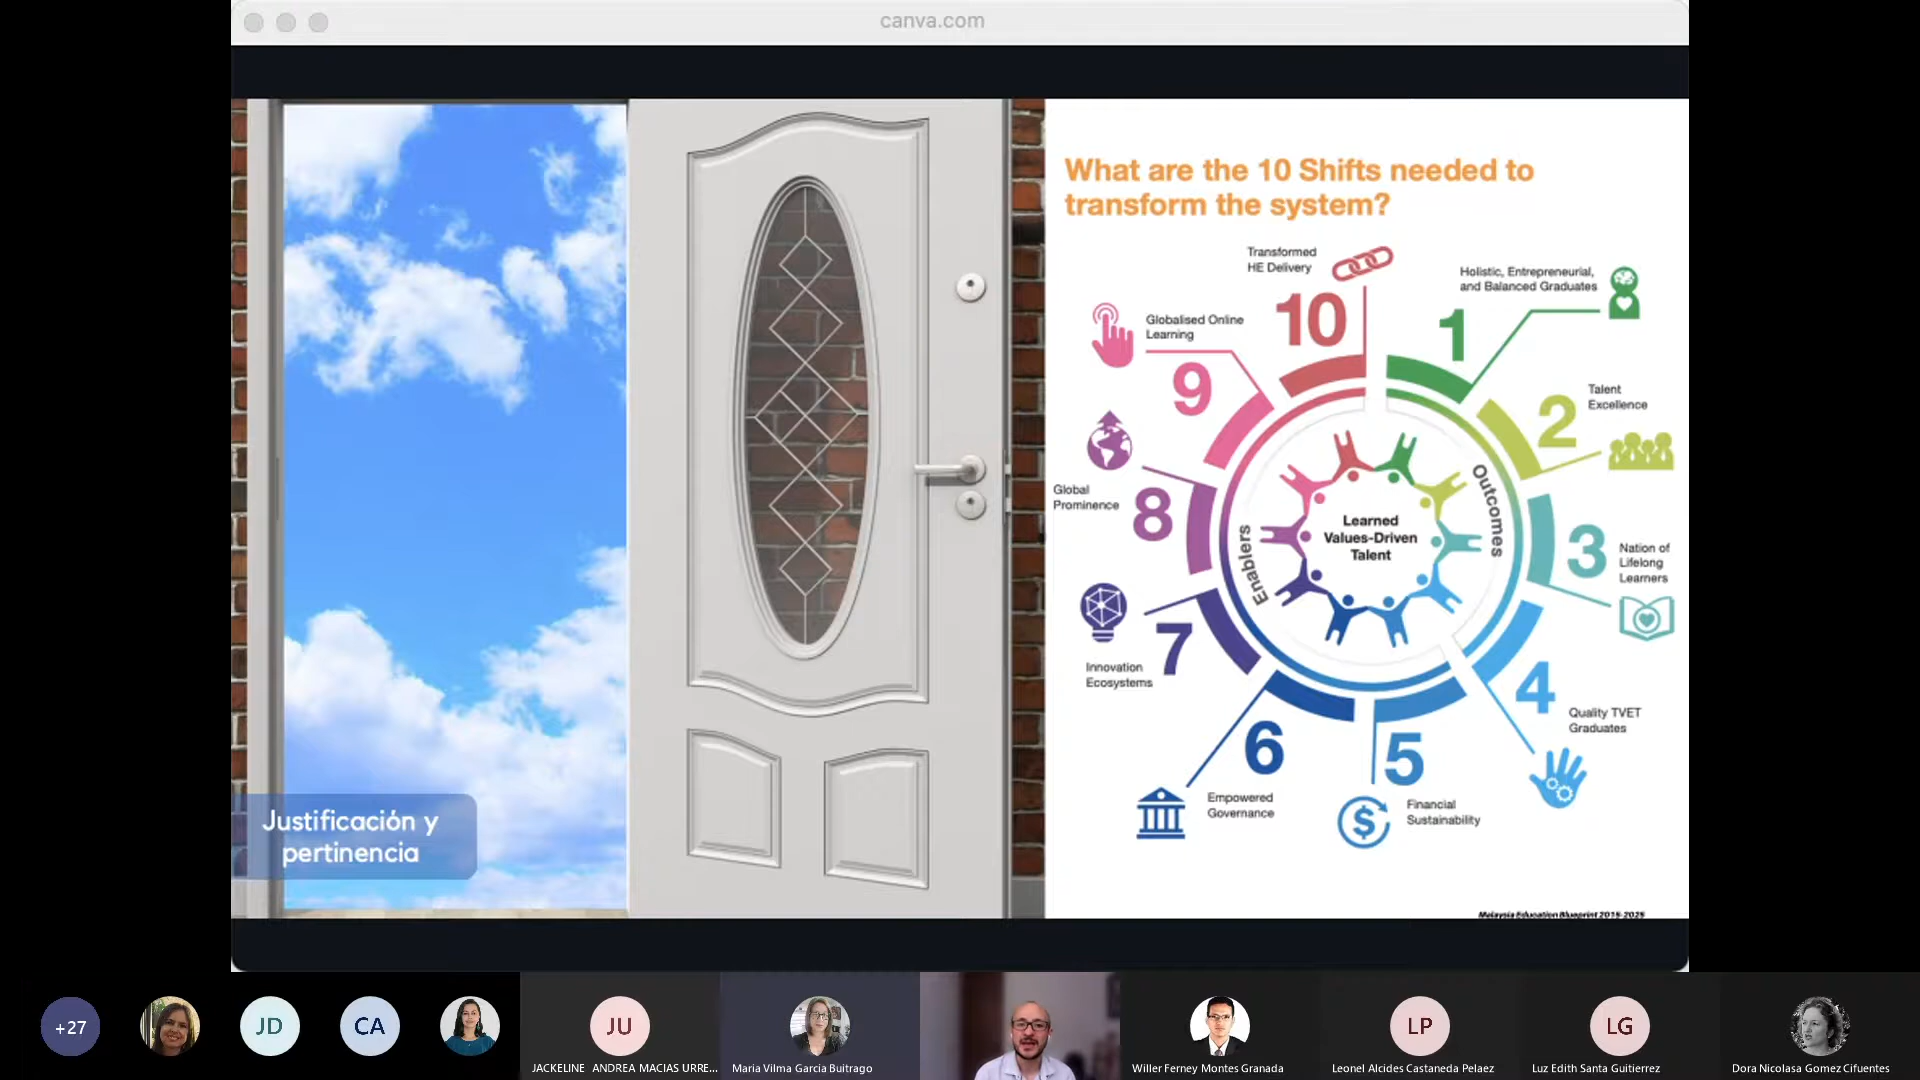 canva.com
Justificación y
pertinencia
What are the 10 Shifts needed to
transform the system?
Transformed
HE Delivery
10
Holistic, Entrepreneurial,
and Balanced Graduates
1
Globalised Online
Learning
9
Talent
Excellence
2
Global
Prominence
8
Outcomes
Enablers
Learned
Values-Driven
Talent
3
Nation of
Lifelong
Learners
Innovation
Ecosystems
7
4
Quality TVET
Graduates
6
Empowered
Governance
5
Financial
Sustainability
$
Malaysia Education Blueprint 2015-2025
+27
JD
CA
JU
JACKELINE ANDREA MACIAS URRE...
Maria Vilma Garcia Buitrago
Willer Ferney Montes Granada
LP
Leonel Alcides Castaneda Pelaez
LG
Luz Edith Santa Guitierrez
Dora Nicolasa Gomez Cifuentes